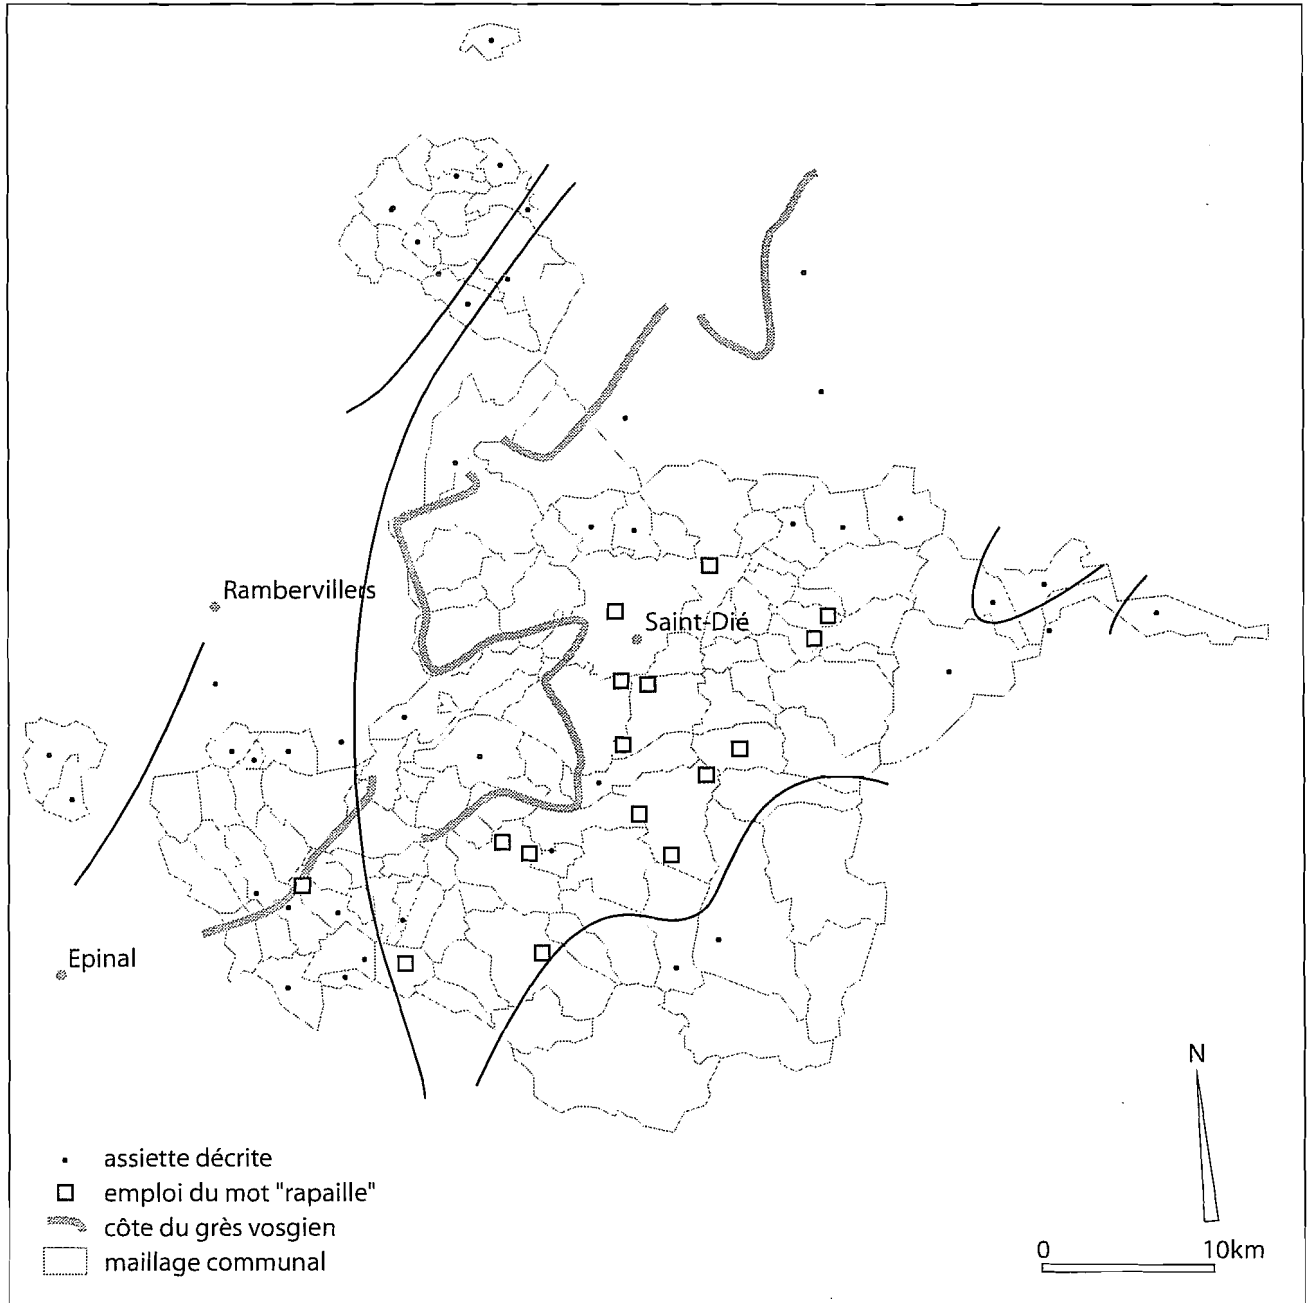 Rambervillers
Saint-Dié
Epinal
N
assiette décrite
emploi du mot "rapaille"
côte du grès vosgien
maillage communal
0 10km